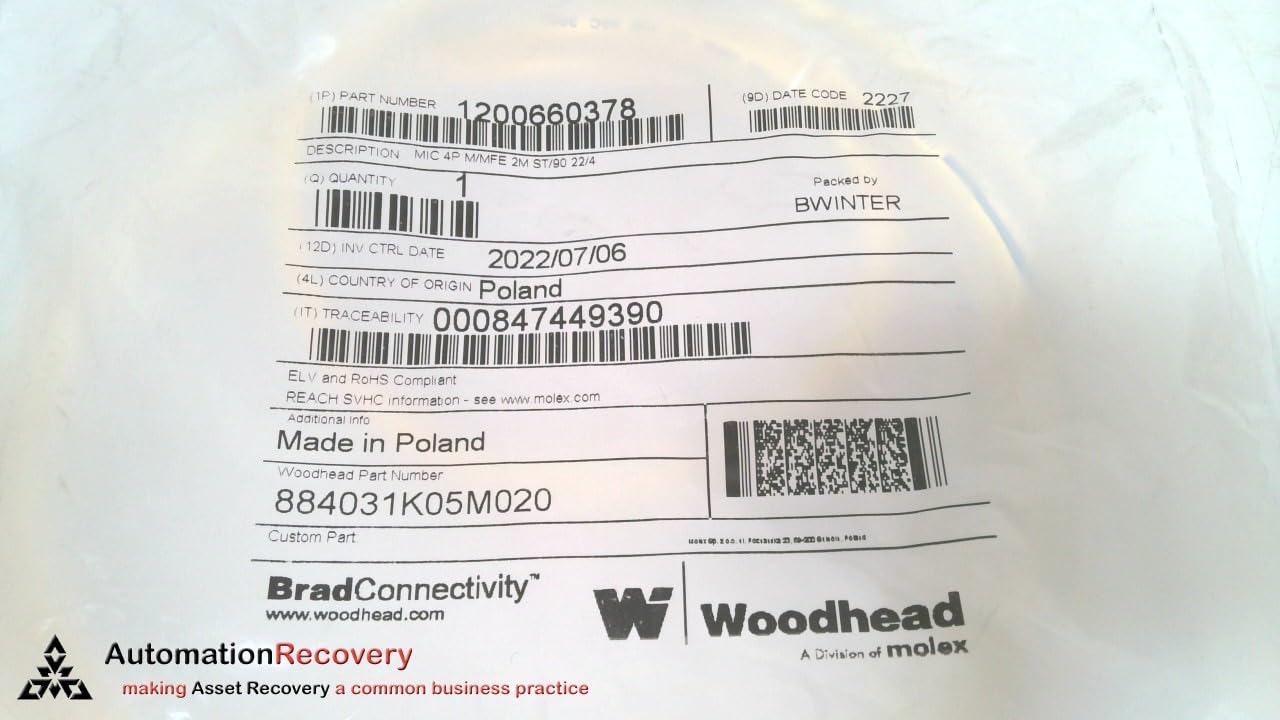 (1P) PART NUMBER 1200660378
(9D) DATE CODE 2227
DESCRIPTION MIC 4P M/MFE 2M ST/90 22/4
(Q) QUANTITY 1
Packed by
BWINTER
(12D) INV CTRL DATE 2022/07/06
(4L) COUNTRY OF ORIGIN Poland
(1T) TRACEABILITY 000847449390
ELV and RoHS Compliant
REACH SVHC information - see www.molex.com
Additional Info
Made in Poland
Woodhead Part Number
884031K05M020
Custom Part
BradConnectivity™
www.woodhead.com
W
Woodhead
A Division of molex
AutomationRecovery
making Asset Recovery a common business practice